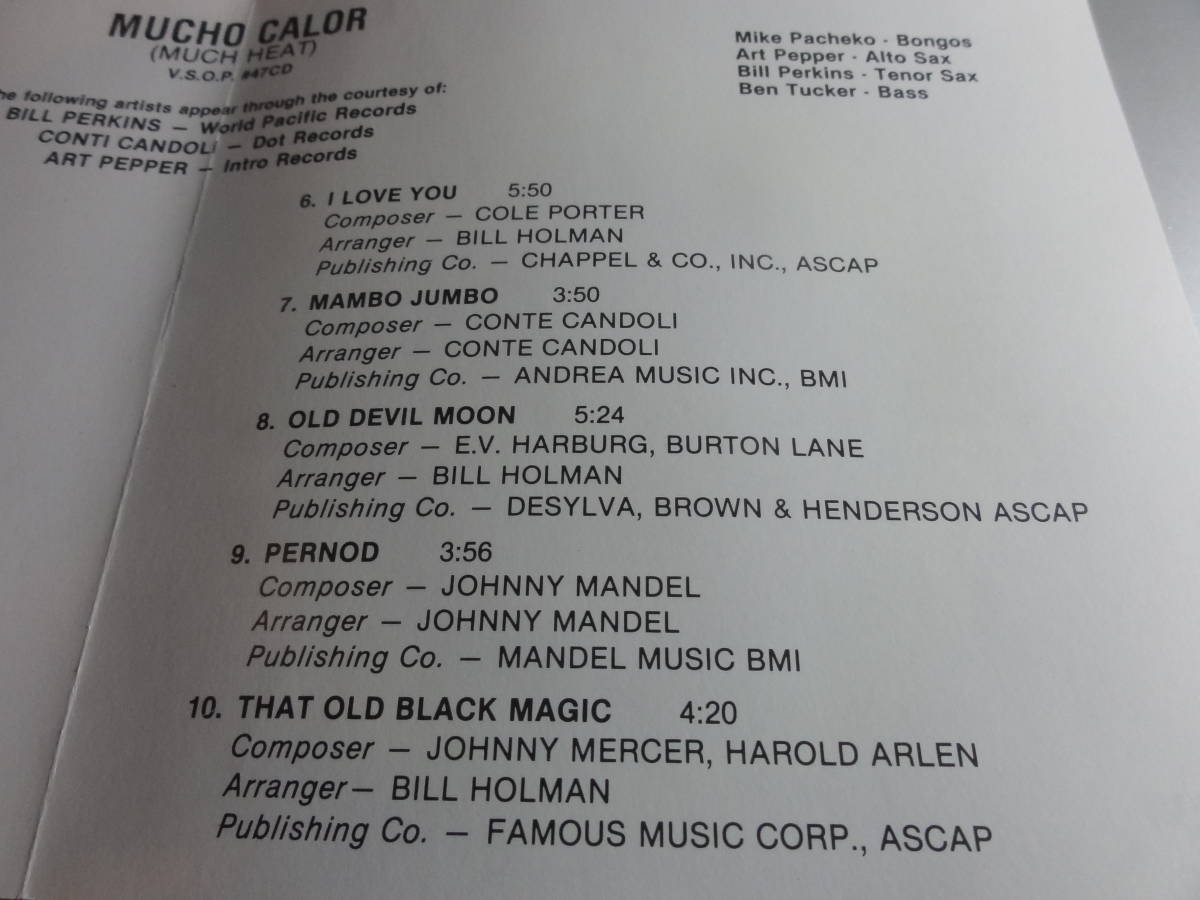 MUCHO CALOR
(MUCH HEAT)
V.S.O.P. #47CD
he following artists appear through the courtesy of:
BILL PERKINS — World Pacific Records
CONTI CANDOLI — Dot Records
ART PEPPER — Intro Records
Mike Pacheko - Bongos
Art Pepper - Alto Sax
Bill Perkins - Tenor Sax
Ben Tucker - Bass
6. I LOVE YOU 5:50
Composer — COLE PORTER
Arranger — BILL HOLMAN
Publishing Co. — CHAPPEL & CO., INC., ASCAP
7. MAMBO JUMBO 3:50
Composer — CONTE CANDOLI
Arranger — CONTE CANDOLI
Publishing Co. — ANDREA MUSIC INC., BMI
8. OLD DEVIL MOON 5:24
Composer — E.V. HARBURG, BURTON LANE
Arranger — BILL HOLMAN
Publishing Co. — DESYLVA, BROWN & HENDERSON ASCAP
9. PERNOD 3:56
Composer — JOHNNY MANDEL
Arranger — JOHNNY MANDEL
Publishing Co. — MANDEL MUSIC BMI
10. THAT OLD BLACK MAGIC 4:20
Composer — JOHNNY MERCER, HAROLD ARLEN
Arranger— BILL HOLMAN
Publishing Co. — FAMOUS MUSIC CORP., ASCAP